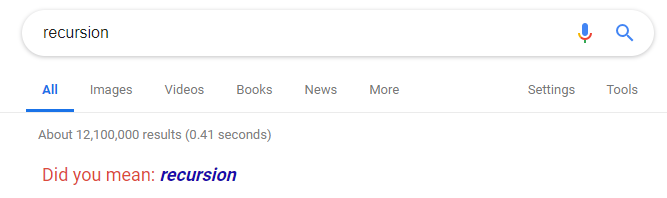 recursion
All Images Videos Books News More Settings Tools
About 12,100,000 results (0.41 seconds)
Did you mean: recursion